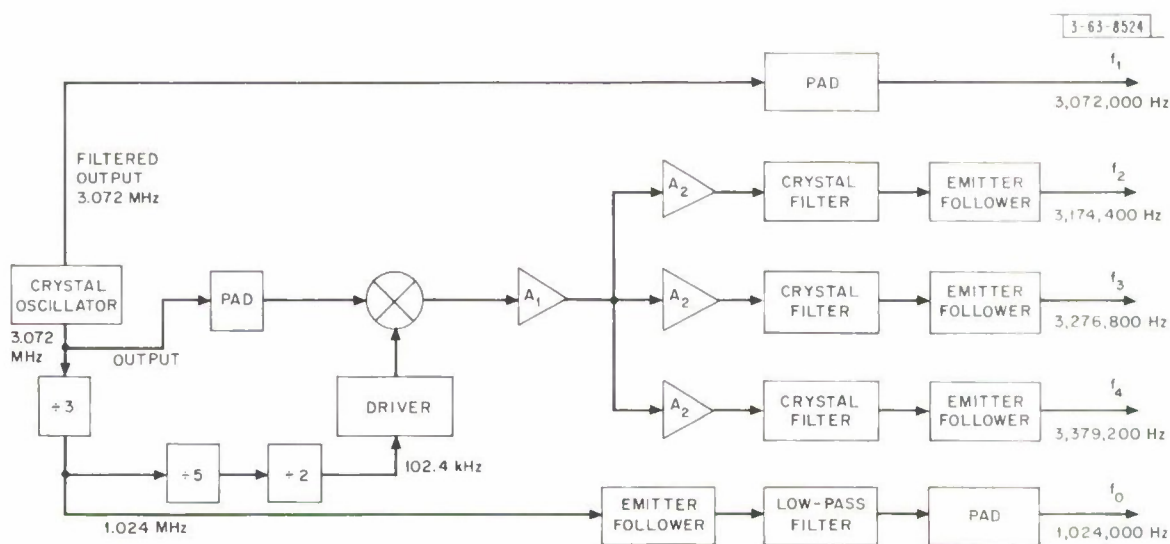 3-63-8524
f1
PAD
3,072,000 Hz
FILTERED
OUTPUT
3.072 MHz
f2
A2
CRYSTAL
FILTER
EMITTER
FOLLOWER
3,174,400 Hz
CRYSTAL
OSCILLATOR
PAD
A1
f3
A2
CRYSTAL
FILTER
EMITTER
FOLLOWER
3,276,800 Hz
3.072
MHz
OUTPUT
÷3
DRIVER
f4
A2
CRYSTAL
FILTER
EMITTER
FOLLOWER
3,379,200 Hz
÷5
÷2
102.4 kHz
1.024 MHz
EMITTER
FOLLOWER
LOW-PASS
FILTER
PAD
f0
1,024,000 Hz